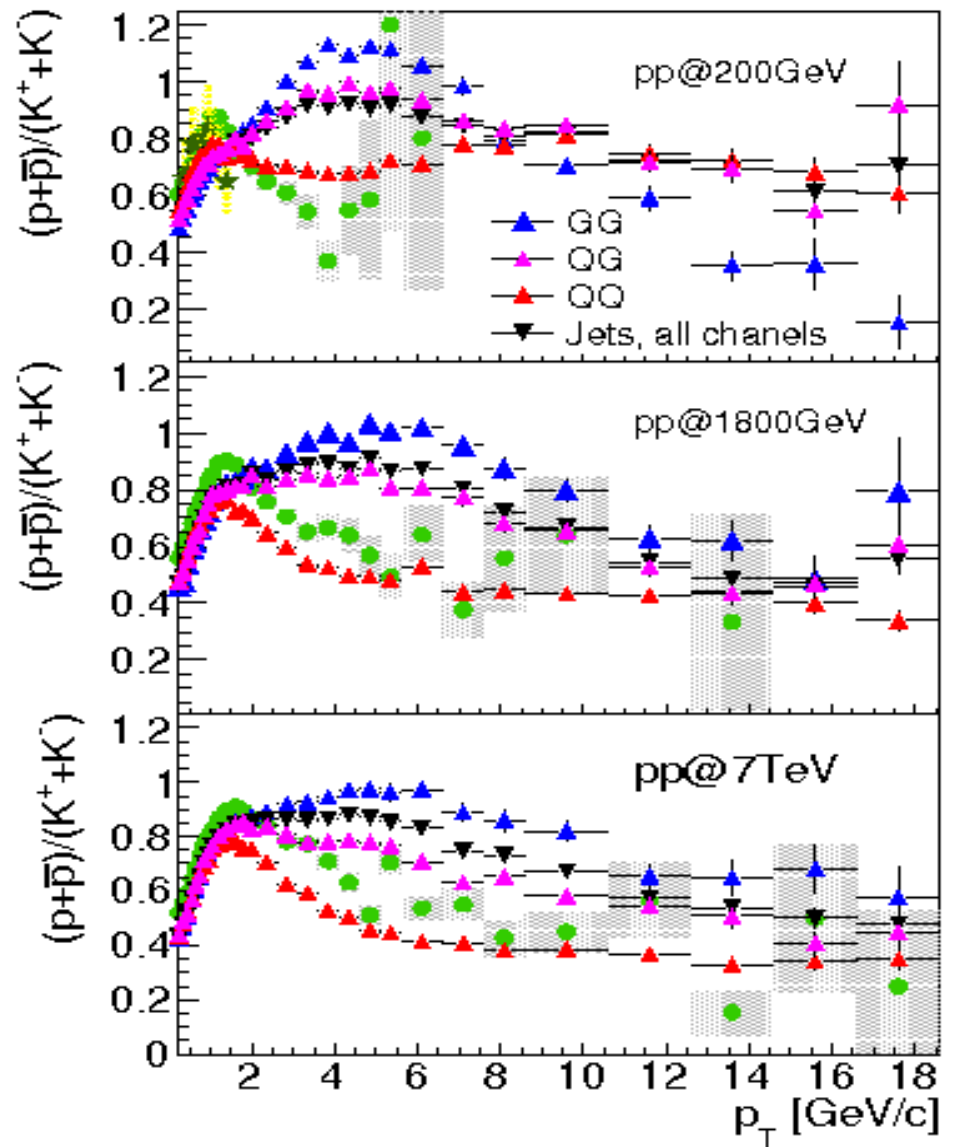 (p+p̅)/(K⁺+K⁻)
1.2
1
0.8
0.6
0.4
0.2
pp@200GeV
GG
QG
QQ
Jets, all chanels
(p+p̅)/(K⁺+K⁻)
1.2
1
0.8
0.6
0.4
0.2
pp@1800GeV
(p+p̅)/(K⁺+K⁻)
1.2
1
0.8
0.6
0.4
0.2
0
pp@7TeV
2 4 6 8 10 12 14 16 18
p_T [GeV/c]